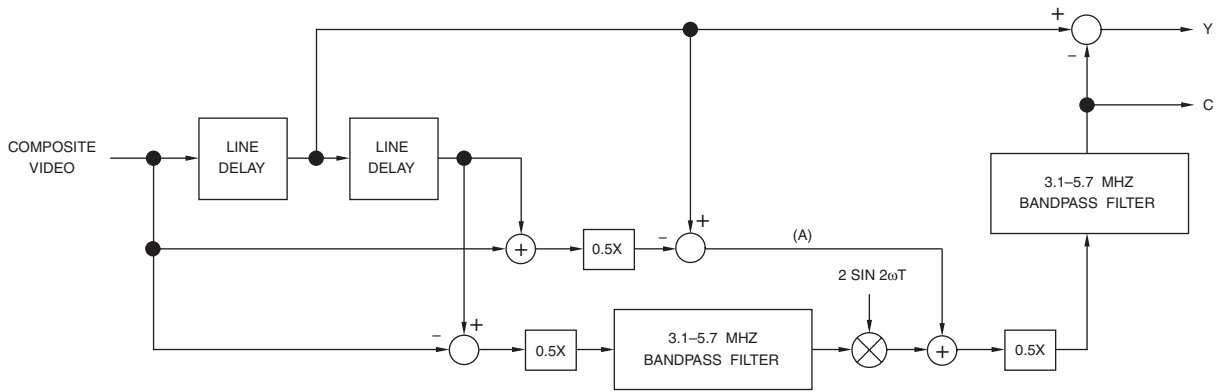 +
Y
–
C
COMPOSITE
VIDEO
LINE
DELAY
LINE
DELAY
3.1–5.7 MHZ
BANDPASS FILTER
+
0.5X
–
+
(A)
2 SIN 2ωT
–
+
0.5X
3.1–5.7 MHZ
BANDPASS FILTER
+
0.5X